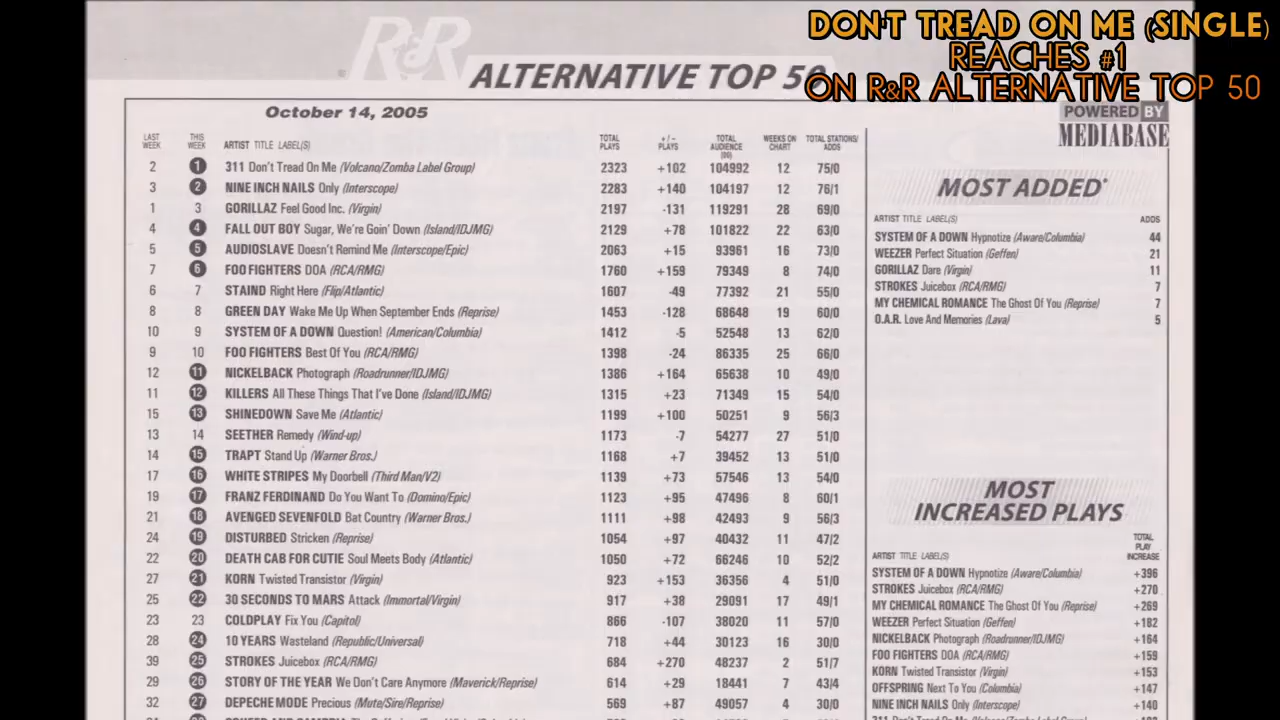 DON'T TREAD ON ME (SINGLE)
REACHES #1
ON R&R ALTERNATIVE TOP 50
R&R
ALTERNATIVE TOP 50
October 14, 2005
POWERED BY
MEDIABASE
LAST WEEK THIS WEEK ARTIST TITLE LABEL(S) TOTAL PLAYS +/- PLAYS TOTAL AUDIENCE (00) WEEKS ON CHART TOTAL STATIONS/ADDS
2 1 311 Don't Tread On Me (Volcano/Zomba Label Group) 2323 +102 104992 12 75/0
3 2 NINE INCH NAILS Only (Interscope) 2283 +140 104197 12 76/1
1 3 GORILLAZ Feel Good Inc. (Virgin) 2197 -131 119291 28 69/0
4 4 FALL OUT BOY Sugar, We're Goin' Down (Island/IDJMG) 2129 +78 101822 22 63/0
5 5 AUDIOSLAVE Doesn't Remind Me (Interscope/Epic) 2063 +15 93961 16 73/0
7 6 FOO FIGHTERS DOA (RCA/RMG) 1760 +159 79349 8 74/0
6 7 STAIND Right Here (Flip/Atlantic) 1607 -49 77392 21 55/0
8 8 GREEN DAY Wake Me Up When September Ends (Reprise) 1453 -128 68648 19 60/0
10 9 SYSTEM OF A DOWN Question! (American/Columbia) 1412 -5 52548 13 62/0
9 10 FOO FIGHTERS Best Of You (RCA/RMG) 1398 -24 86335 25 66/0
12 11 NICKELBACK Photograph (Roadrunner/IDJMG) 1386 +164 65638 10 49/0
11 12 KILLERS All These Things That I've Done (Island/IDJMG) 1315 +23 71349 15 54/0
15 13 SHINEDOWN Save Me (Atlantic) 1199 +100 50251 9 56/3
13 14 SEETHER Remedy (Wind-up) 1173 -7 54277 27 51/0
14 15 TRAPT Stand Up (Warner Bros.) 1168 +7 39452 13 51/0
17 16 WHITE STRIPES My Doorbell (Third Man/V2) 1139 +73 57546 13 54/0
19 17 FRANZ FERDINAND Do You Want To (Domino/Epic) 1123 +95 47496 8 60/1
21 18 AVENGED SEVENFOLD Bat Country (Warner Bros.) 1111 +98 42493 9 56/3
24 19 DISTURBED Stricken (Reprise) 1054 +97 40432 11 47/2
22 20 DEATH CAB FOR CUTIE Soul Meets Body (Atlantic) 1050 +72 66246 10 52/2
27 21 KORN Twisted Transistor (Virgin) 923 +153 36356 4 51/0
25 22 30 SECONDS TO MARS Attack (Immortal/Virgin) 917 +38 29091 17 49/1
23 23 COLDPLAY Fix You (Capitol) 866 -107 38020 11 57/0
28 24 10 YEARS Wasteland (Republic/Universal) 718 +44 30123 16 30/0
39 25 STROKES Juicebox (RCA/RMG) 684 +270 48237 2 51/7
29 26 STORY OF THE YEAR We Don't Care Anymore (Maverick/Reprise) 614 +29 18441 7 43/4
32 27 DEPECHE MODE Precious (Mute/Sire/Reprise) 569 +87 49057 4 30/0
MOST ADDED*
ARTIST TITLE LABEL(S) ADDS
SYSTEM OF A DOWN Hypnotize (Aware/Columbia) 44
WEEZER Perfect Situation (Geffen) 21
GORILLAZ Dare (Virgin) 11
STROKES Juicebox (RCA/RMG) 7
MY CHEMICAL ROMANCE The Ghost Of You (Reprise) 7
O.A.R. Love And Memories (Lava) 5
MOST
INCREASED PLAYS
ARTIST TITLE LABEL(S) TOTAL PLAY INCREASE
SYSTEM OF A DOWN Hypnotize (Aware/Columbia) +396
STROKES Juicebox (RCA/RMG) +270
MY CHEMICAL ROMANCE The Ghost Of You (Reprise) +269
WEEZER Perfect Situation (Geffen) +182
NICKELBACK Photograph (Roadrunner/IDJMG) +164
FOO FIGHTERS DOA (RCA/RMG) +159
KORN Twisted Transistor (Virgin) +153
OFFSPRING Next To You (Columbia) +147
NINE INCH NAILS Only (Interscope) +140
311 Don't Tread On Me